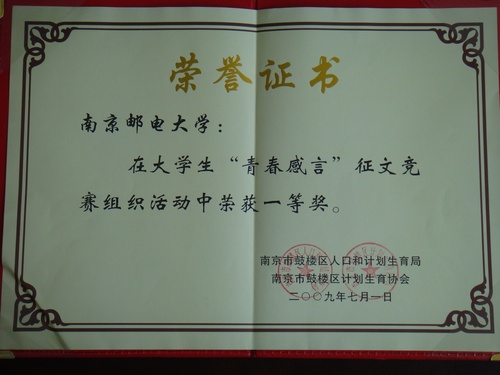 荣誉证书
南京邮电大学：
在大学生“青春感言”征文竞
赛组织活动中荣获一等奖。
南京市鼓楼区人口和计划生育局
南京市鼓楼区计划生育协会
二〇〇九年七月一日